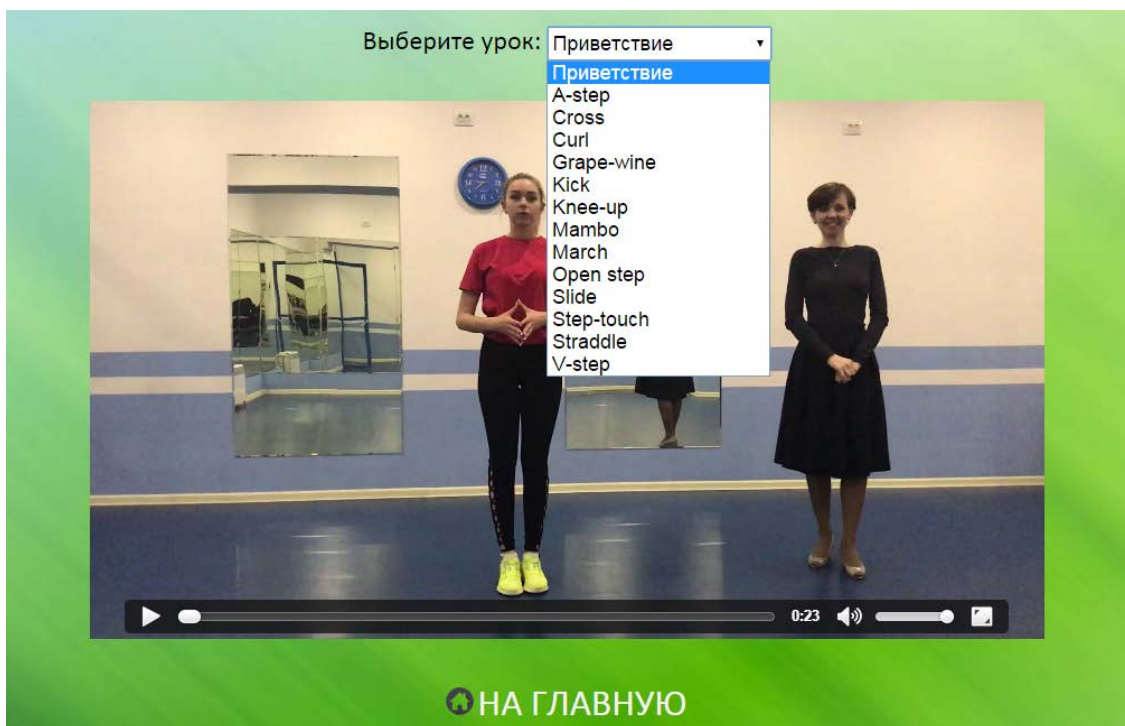 Выберите урок: Приветствие
Приветствие
A-step
Cross
Curl
Grape-wine
Kick
Knee-up
Mambo
March
Open step
Slide
Step-touch
Straddle
V-step
0:23
НА ГЛАВНУЮ